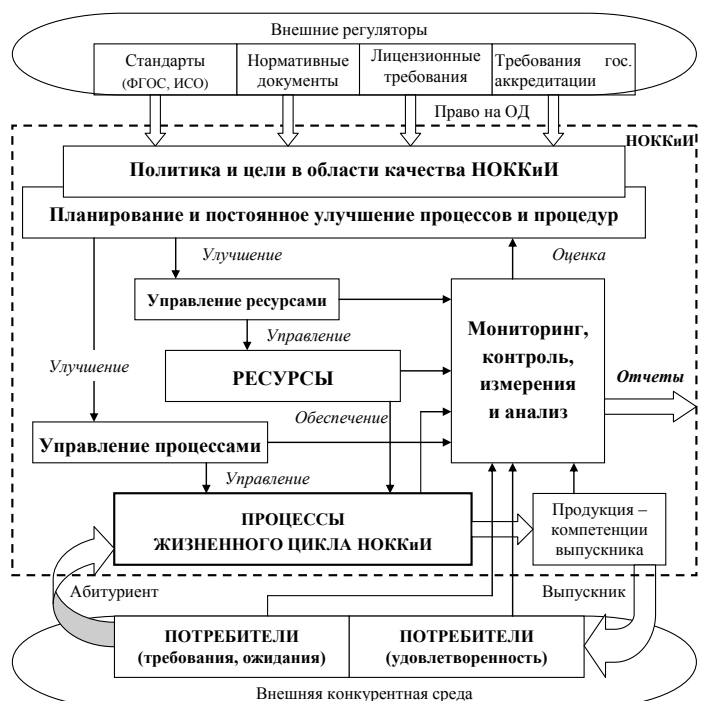 Внешние регуляторы
Стандарты
(ФГОС, ИСО)
Нормативные
документы
Лицензионные
требования
Требования гос.
аккредитации
Право на ОД
НОККиИ
Политика и цели в области качества НОККиИ
Планирование и постоянное улучшение процессов и процедур
Улучшение
Оценка
Управление ресурсами
Управление
Мониторинг,
контроль,
измерения
и анализ
Улучшение
РЕСУРСЫ
Отчеты
Обеспечение
Управление процессами
Управление
ПРОЦЕССЫ
ЖИЗНЕННОГО ЦИКЛА НОККиИ
Продукция –
компетенции
выпускника
Абитуриент
Выпускник
ПОТРЕБИТЕЛИ
(требования, ожидания)
ПОТРЕБИТЕЛИ
(удовлетворенность)
Внешняя конкурентная среда